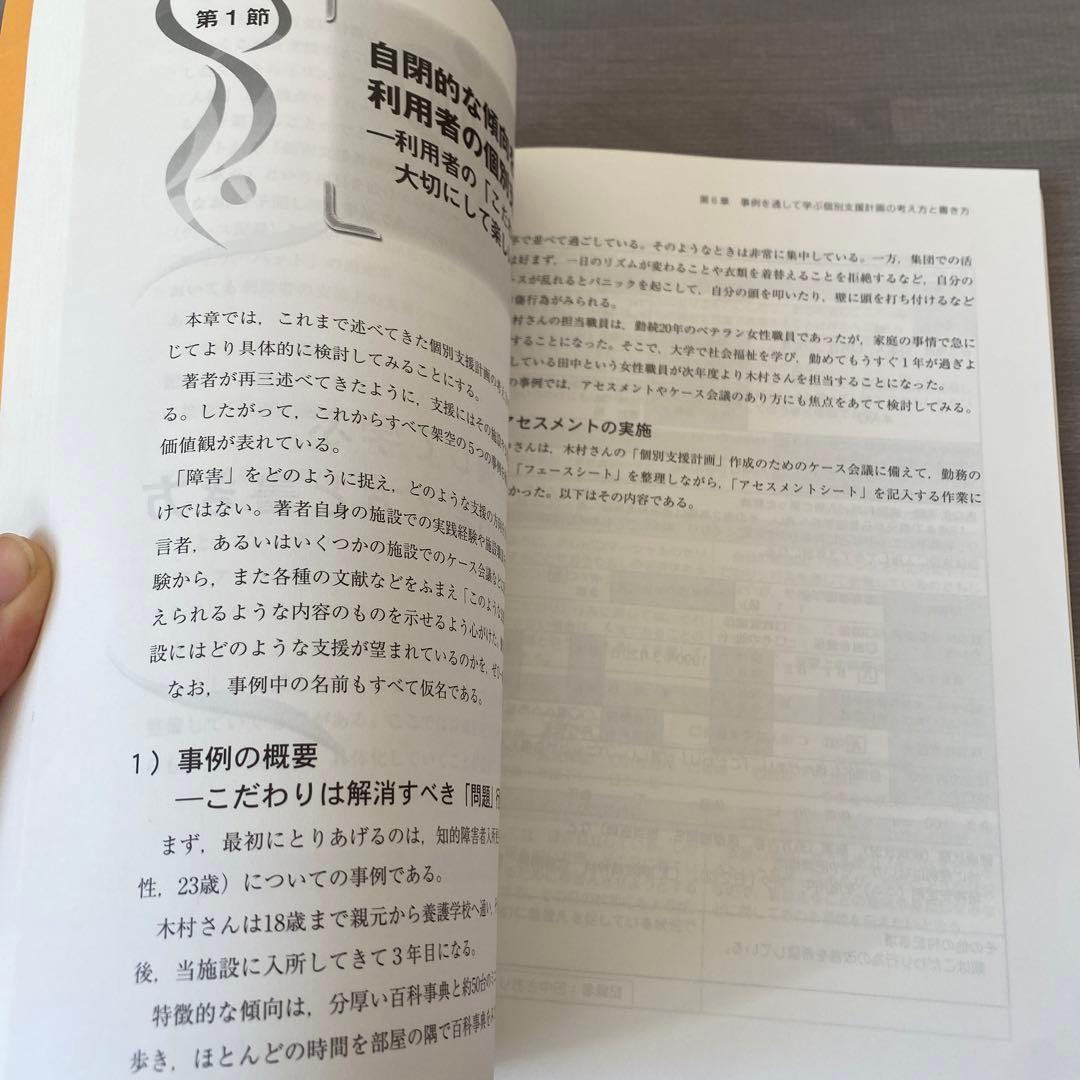 第1節
自閉的な傾向
利用者の個別
―利用者の「こだ
大切にして楽し
本章では，これまで述べてきた個別支援計画の考え
じてより具体的に検討してみることにする。
著者が再三述べてきたように，支援にはその施設や
る。したがって，これからすべて架空の5つの事例
価値観が表れている。
「障害」をどのように捉え，どのような支援の方向
けではない。著者自身の施設での実践経験や施設
言者，あるいはいくつかの施設でのケース会議など
験から，また各種の文献などをふまえ「このような
えられるような内容のものを示せるよう心がけた。
設にはどのような支援が望まれているのかを，ぜひ
なお，事例中の名前もすべて仮名である。
1）事例の概要
―こだわりは解消すべき「問題」
まず，最初にとりあげるのは，知的障害者入所
性，23歳）についての事例である。
木村さんは18歳まで親元から養護学校へ通い，
後，当施設に入所してきて3年目になる。
特徴的な傾向は，分厚い百科事典と約50台のミニ
歩き，ほとんどの時間を部屋の隅で百科事典を
第6章　事例を通して学ぶ個別支援計画の考え方と書き方
で並べて過ごしている。そのようなときは非常に集中している。一方，集団での活
は好まず，一日のリズムが変わることや衣類を着替えることを拒絶するなど，自分の
ースが乱れるとパニックを起こして，自分の頭を叩いたり，壁に頭を打ち付けるなど
傷行為がみられる。
村さんの担当職員は，勤続20年のベテラン女性職員であったが，家庭の事情で急に
することになった。そこで，大学で社会福祉を学び，勤めてもうすぐ1年が過ぎよ
している田中という女性職員が次年度より木村さんを担当することになった。
の事例では，アセスメントやケース会議のあり方にも焦点をあてて検討してみる。
アセスメントの実施
さんは，木村さんの「個別支援計画」作成のためのケース会議に備えて，勤務の
「フェースシート」を整理しながら，「アセスメントシート」を記入する作業に
かった。以下はその内容である。